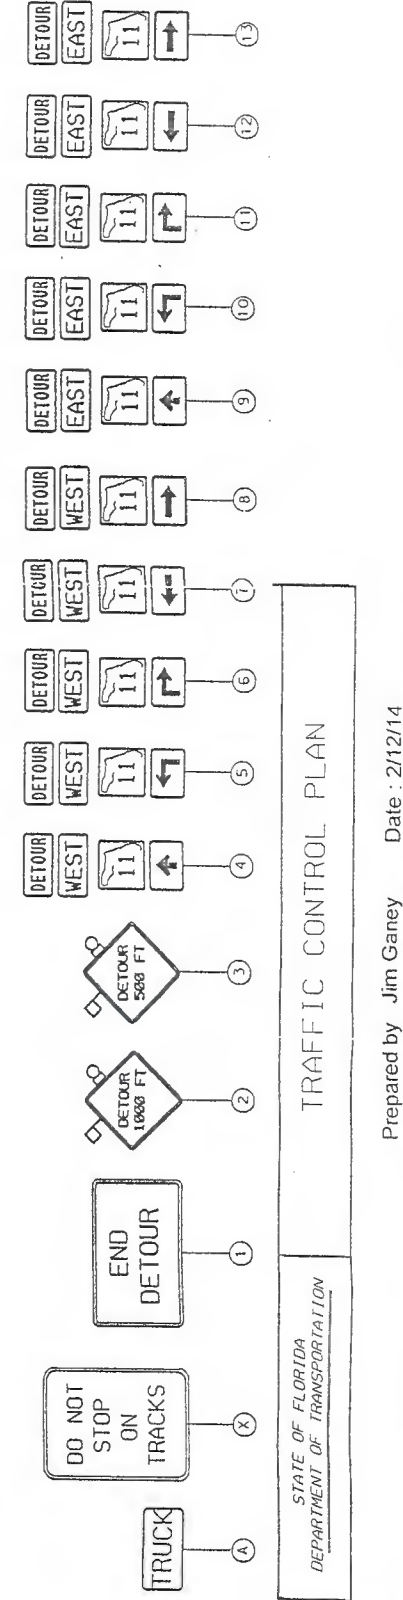 TRUCK
A
DO NOT
STOP
ON
TRACKS
X
END
DETOUR
1
DETOUR
1000 FT
2
DETOUR
500 FT
3
DETOUR
WEST
11
4
DETOUR
WEST
11
5
DETOUR
WEST
11
6
DETOUR
WEST
11
7
DETOUR
WEST
11
8
DETOUR
EAST
11
9
DETOUR
EAST
11
10
DETOUR
EAST
11
11
DETOUR
EAST
11
12
DETOUR
EAST
11
13
STATE OF FLORIDA
DEPARTMENT OF TRANSPORTATION
TRAFFIC CONTROL PLAN
Prepared by Jim Ganey Date : 2/12/14